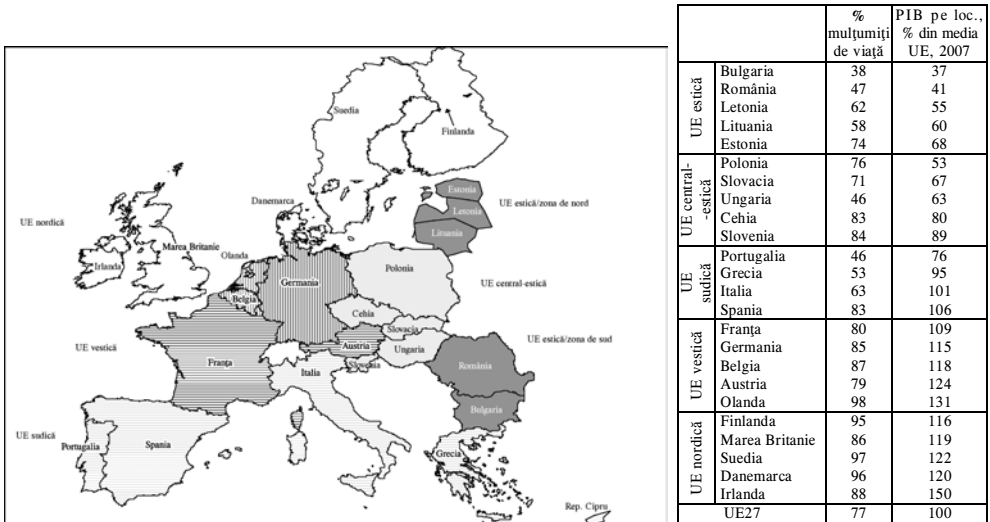 Suedia
Finlanda
Danemarca
Estonia
UE estică/zona de nord
Letonia
UE nordică
Lituania
Marea Britanie
Olanda
Irlanda
Polonia
Germania
UE central-estică
Belgia
Cehia
Slovacia
UE estică/zona de sud
UE vestică
Austria
Ungaria
Franţa
Slovenia
Italia
România
Bulgaria
UE sudică
Portugalia
Spania
Grecia
Rep. Cipru
% mulţumiţi de viaţă
PIB pe loc., % din media UE, 2007
UE estică
Bulgaria 38 37
România 47 41
Letonia 62 55
Lituania 58 60
Estonia 74 68
UE central-
-estică
Polonia 76 53
Slovacia 71 67
Ungaria 46 63
Cehia 83 80
Slovenia 84 89
UE
sudică
Portugalia 46 76
Grecia 53 95
Italia 63 101
Spania 83 106
UE vestică
Franţa 80 109
Germania 85 115
Belgia 87 118
Austria 79 124
Olanda 98 131
UE nordică
Finlanda 95 116
Marea Britanie 86 119
Suedia 97 122
Danemarca 96 120
Irlanda 88 150
UE27 77 100